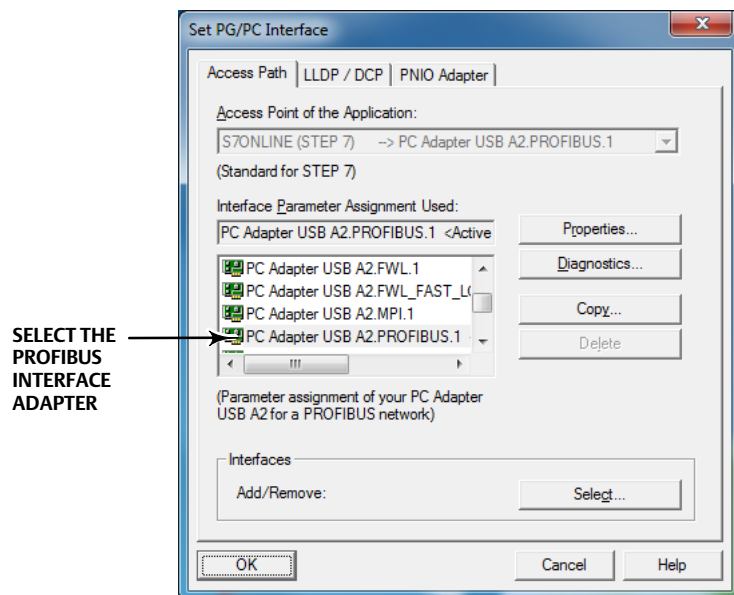 Set PG/PC Interface
x
Access Path
LLDP / DCP
PNIO Adapter
Access Point of the Application:
S7ONLINE (STEP 7) --> PC Adapter USB A2.PROFIBUS.1
(Standard for STEP 7)
Interface Parameter Assignment Used:
PC Adapter USB A2.PROFIBUS.1 <Active
Properties...
PC Adapter USB A2.FWL.1
PC Adapter USB A2.FWL_FAST_L
PC Adapter USB A2.MPI.1
PC Adapter USB A2.PROFIBUS.1
Diagnostics...
Copy...
Delete
SELECT THE
PROFIBUS
INTERFACE
ADAPTER
(Parameter assignment of your PC Adapter
USB A2 for a PROFIBUS network)
Interfaces
Add/Remove:
Select...
OK
Cancel
Help